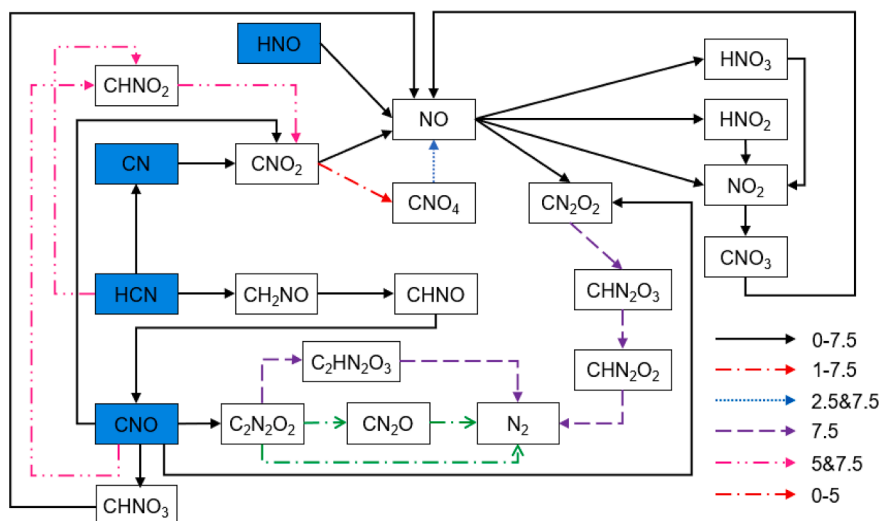 HNO
HNO₃
CHNO₂
NO
HNO₂
CN
CNO₂
NO₂
CNO₄
CN₂O₂
CNO₃
HCN
CH₂NO
CHNO
CHN₂O₃
0-7.5
C₂HN₂O₃
CHN₂O₂
1-7.5
2.5&7.5
CNO
C₂N₂O₂
CN₂O
N₂
7.5
5&7.5
CHNO₃
0-5